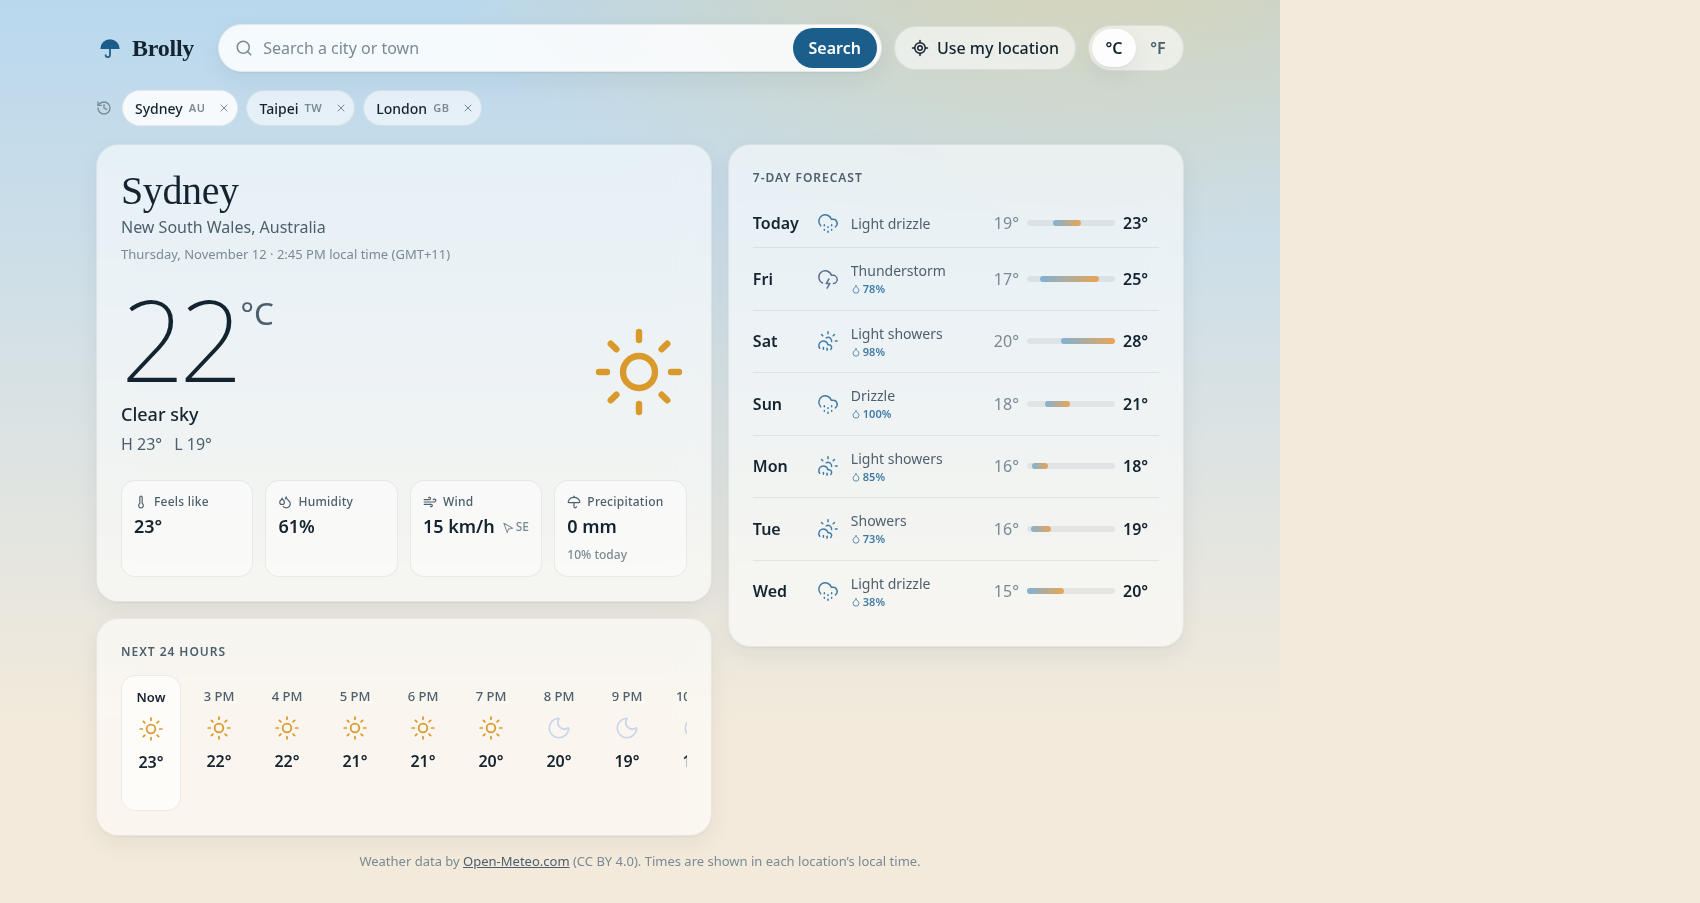 Brolly
Search a city or town
Search
Use my location
°C
°F
Sydney AU
Taipei TW
London GB
Sydney
New South Wales, Australia
Thursday, November 12 · 2:45 PM local time (GMT+11)
22°C
Clear sky
H 23° L 19°
Feels like
23°
Humidity
61%
Wind
15 km/h SE
Precipitation
0 mm
10% today
7-DAY FORECAST
Today Light drizzle 19° 23°
Fri Thunderstorm 17° 25°
78%
Sat Light showers 20° 28°
98%
Sun Drizzle 18° 21°
100%
Mon Light showers 16° 18°
85%
Tue Showers 16° 19°
73%
Wed Light drizzle 15° 20°
38%
NEXT 24 HOURS
Now 3 PM 4 PM 5 PM 6 PM 7 PM 8 PM 9 PM
23° 22° 22° 21° 21° 20° 20° 19°
Weather data by Open-Meteo.com (CC BY 4.0). Times are shown in each location's local time.